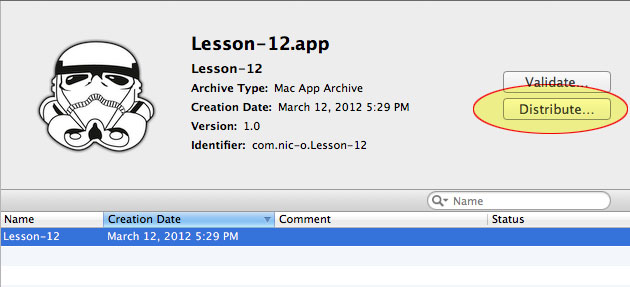 Lesson-12.app
Lesson-12
Archive Type: Mac App Archive
Creation Date: March 12, 2012 5:29 PM
Version: 1.0
Identifier: com.nic-o.Lesson-12
Validate...
Distribute...
Name
Name Creation Date Comment Status
Lesson-12 March 12, 2012 5:29 PM